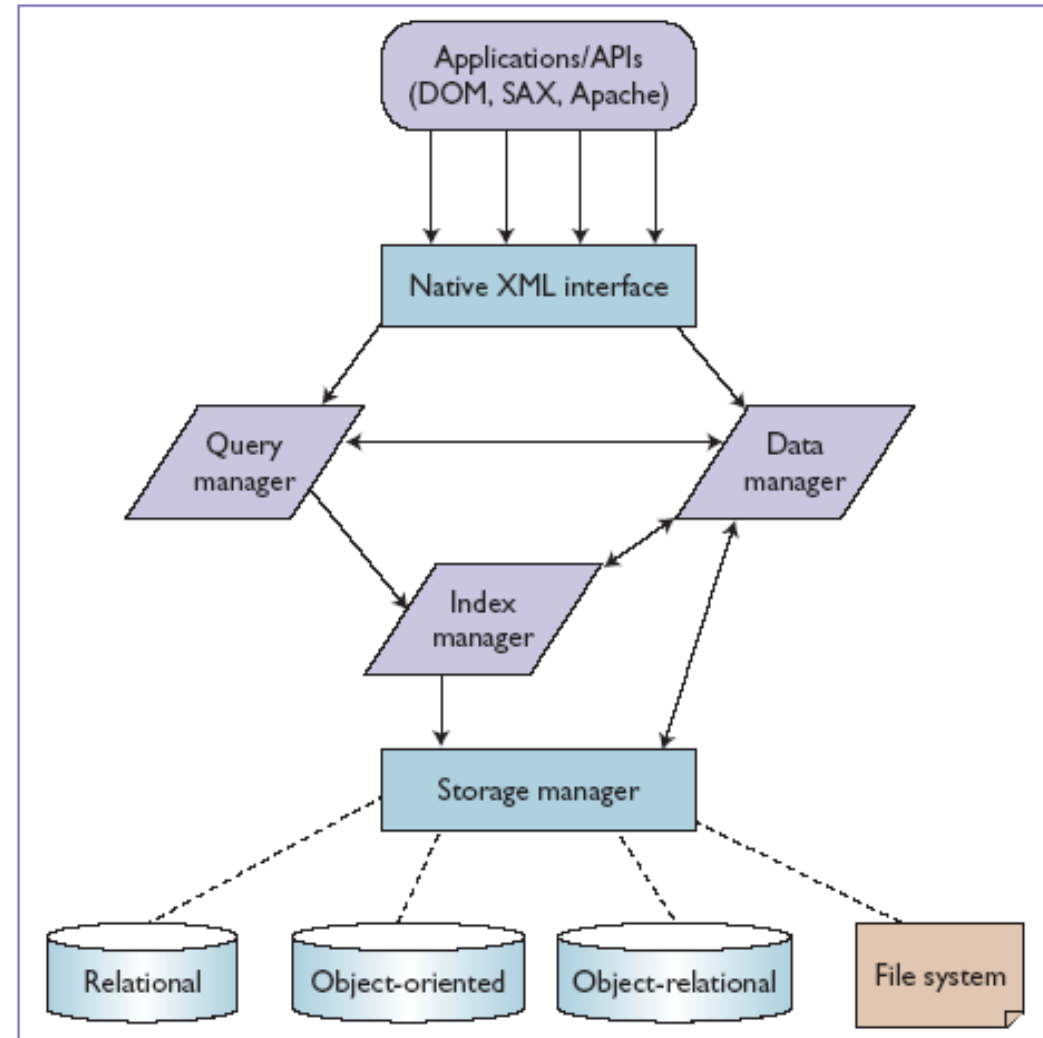 Applications/APIs
(DOM, SAX, Apache)
Native XML interface
Query
manager
Data
manager
Index
manager
Storage manager
Relational
Object-oriented
Object-relational
File system